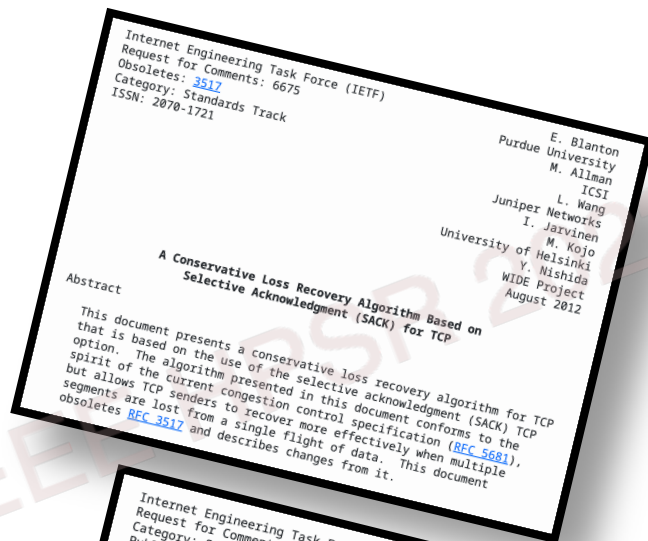 Internet Engineering Task Force (IETF)
Request for Comments: 6675
Obsoletes: 3517
Category: Standards Track
ISSN: 2070-1721
E. Blanton
Purdue University
M. Allman
ICSI
L. Wang
Juniper Networks
I. Jarvinen
M. Kojo
University of Helsinki
Y. Nishida
WIDE Project
August 2012
A Conservative Loss Recovery Algorithm Based on
Selective Acknowledgment (SACK) for TCP
Abstract
This document presents a conservative loss recovery algorithm for TCP
that is based on the use of the selective acknowledgment (SACK) TCP
option.  The algorithm presented in this document conforms to the
spirit of the current congestion control specification (RFC 5681),
but allows TCP senders to recover more effectively when multiple
segments are lost from a single flight of data.  This document
obsoletes RFC 3517 and describes changes from it.
Internet Engineering Task
Request for
Category:
EEE HPSR 202